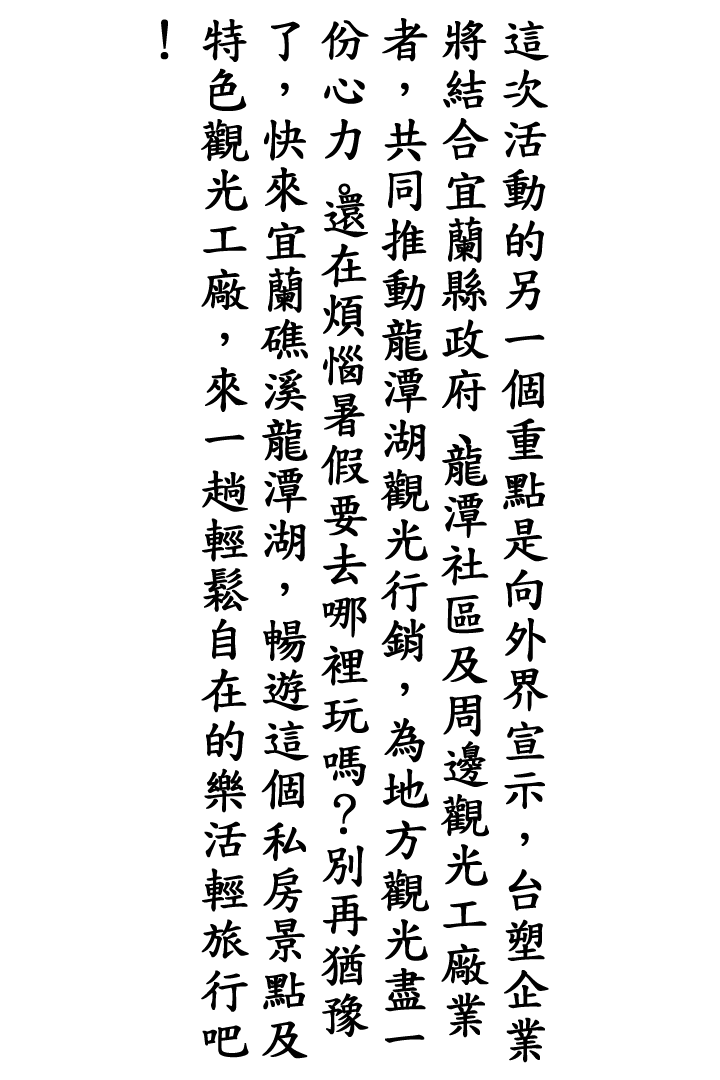 這次活動的另一個重點是向外界宣示，台塑企業
將結合宜蘭縣政府、龍潭社區及周邊觀光工廠業
者，共同推動龍潭湖觀光行銷，為地方觀光盡一
份心力。還在煩惱暑假要去哪裡玩嗎？別再猶豫
了，快來宜蘭礁溪龍潭湖，暢遊這個私房景點及
特色觀光工廠，來一趟輕鬆自在的樂活輕旅行吧
！